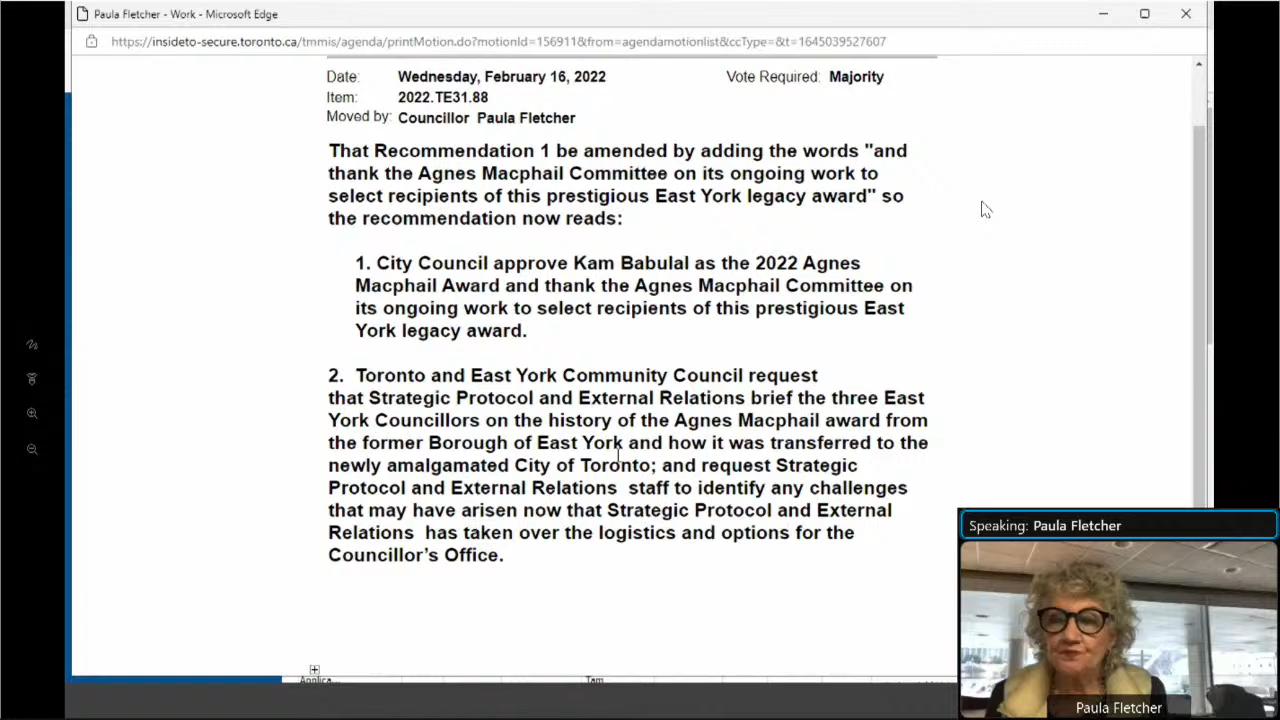 Paula Fletcher - Work - Microsoft Edge
https://insideto-secure.toronto.ca/tmmis/agenda/printMotion.do?motionId=156911&from=agendamotionlist&ccType=&t=1645039527607
Date: Wednesday, February 16, 2022 Vote Required: Majority
Item: 2022.TE31.88
Moved by: Councillor Paula Fletcher
That Recommendation 1 be amended by adding the words "and
thank the Agnes Macphail Committee on its ongoing work to
select recipients of this prestigious East York legacy award" so
the recommendation now reads:
1. City Council approve Kam Babulal as the 2022 Agnes
Macphail Award and thank the Agnes Macphail Committee on
its ongoing work to select recipients of this prestigious East
York legacy award.
2. Toronto and East York Community Council request
that Strategic Protocol and External Relations brief the three East
York Councillors on the history of the Agnes Macphail award from
the former Borough of East York and how it was transferred to the
newly amalgamated City of Toronto; and request Strategic
Protocol and External Relations staff to identify any challenges
that may have arisen now that Strategic Protocol and External
Relations has taken over the logistics and options for the
Councillor’s Office.
Speaking: Paula Fletcher
Paula Fletcher